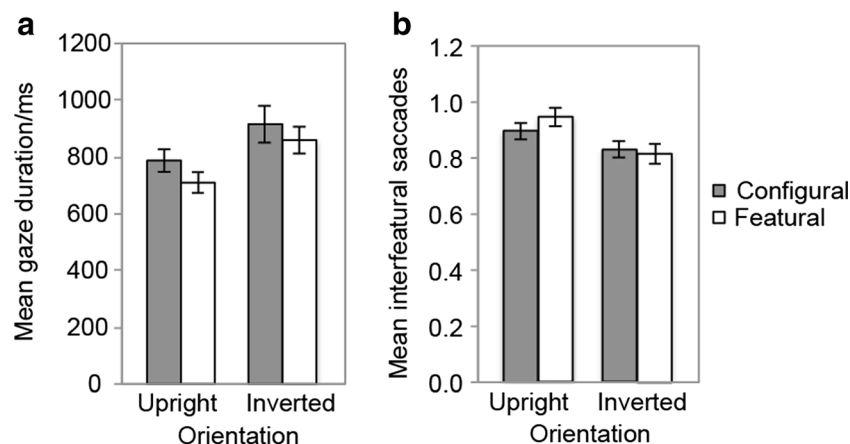 a
Mean gaze duration/ms
1200
1000
800
600
400
200
0
Upright Inverted
Orientation
b
Mean interfeatural saccades
1.2
1.0
0.8
0.6
0.4
0.2
0.0
Upright Inverted
Orientation
Configural
Featural